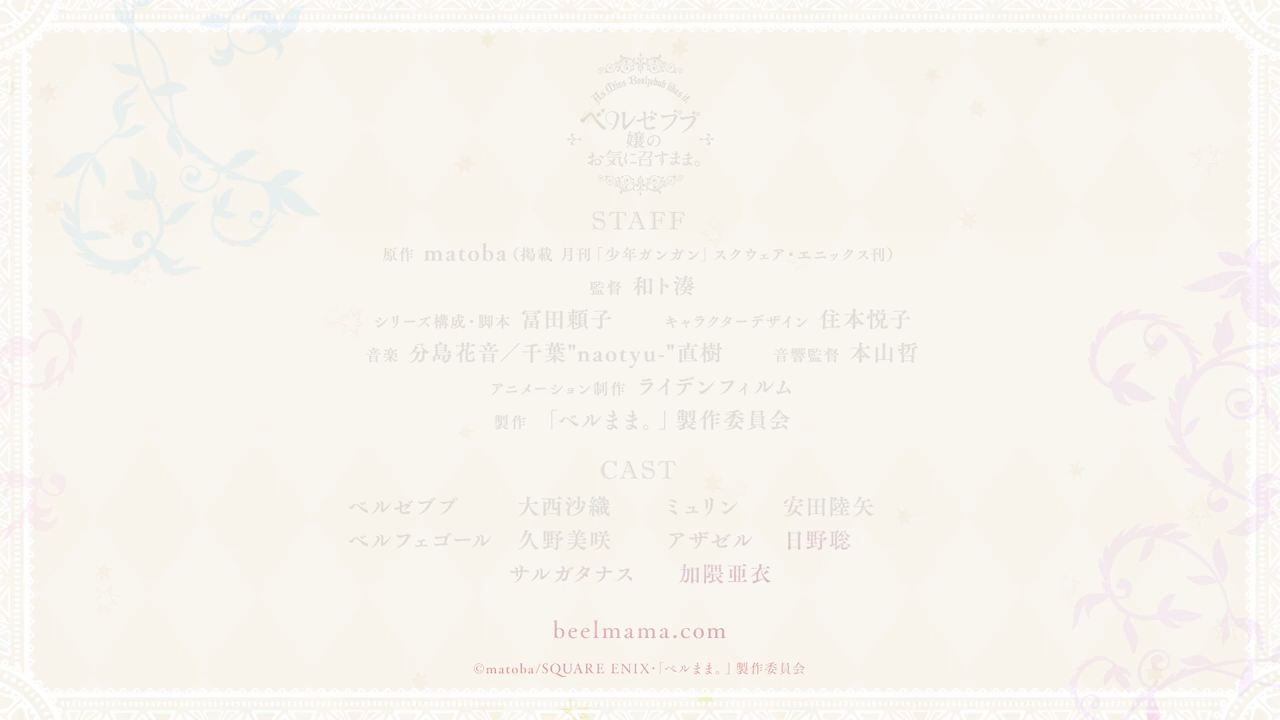 As Miss Beelzebub likes it.
ベルゼブブ
嬢の
お気に召すまま。
STAFF
原作 matoba（掲載 月刊「少年ガンガン」スクウェア・エニックス刊）
監督 和ト湊
シリーズ構成・脚本 冨田頼子 キャラクターデザイン 住本悦子
音楽 分島花音／千葉"naotyu-"直樹 音響監督 本山哲
アニメーション制作 ライデンフィルム
製作 「ベルまま。」製作委員会
CAST
ベルゼブブ 大西沙織 ミュリン 安田陸矢
ベルフェゴール 久野美咲 アザゼル 日野聡
サルガタナス 加隈亜衣
beelmama.com
©matoba/SQUARE ENIX・「ベルまま。」製作委員会